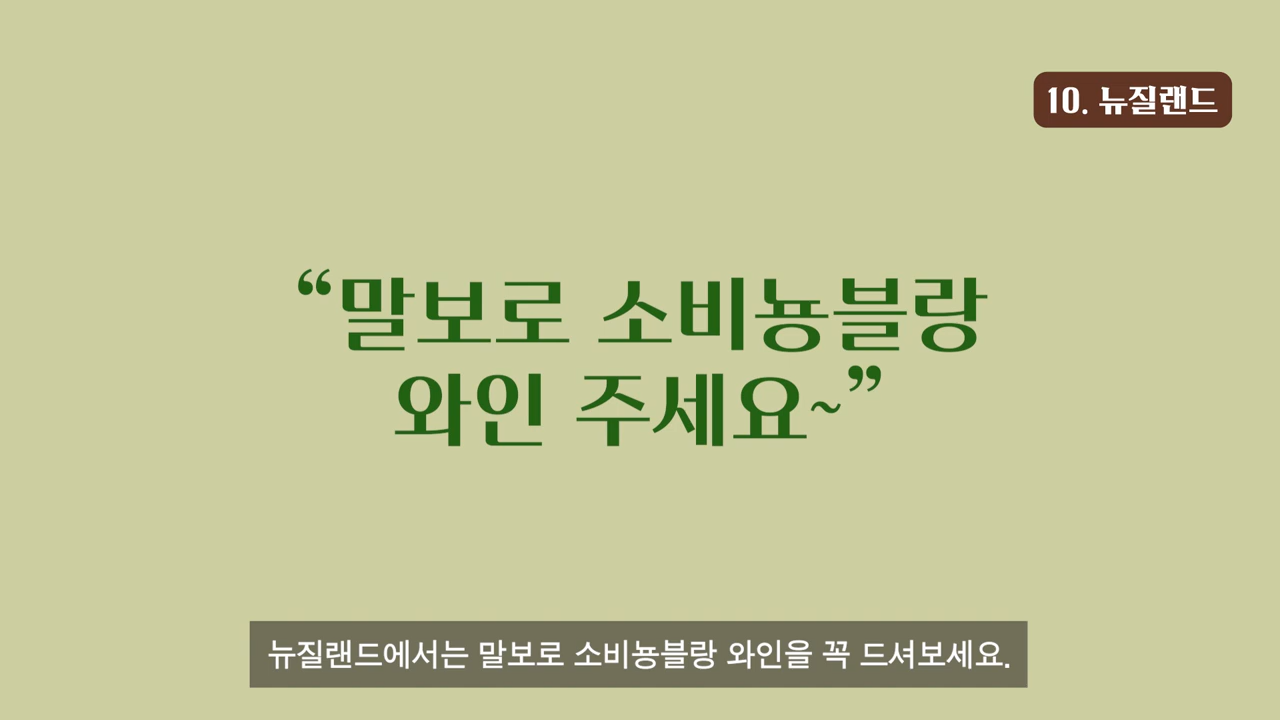 10. 뉴질랜드
“말보로 소비뇽블랑
와인 주세요~”
뉴질랜드에서는 말보로 소비뇽블랑 와인을 꼭 드셔보세요.